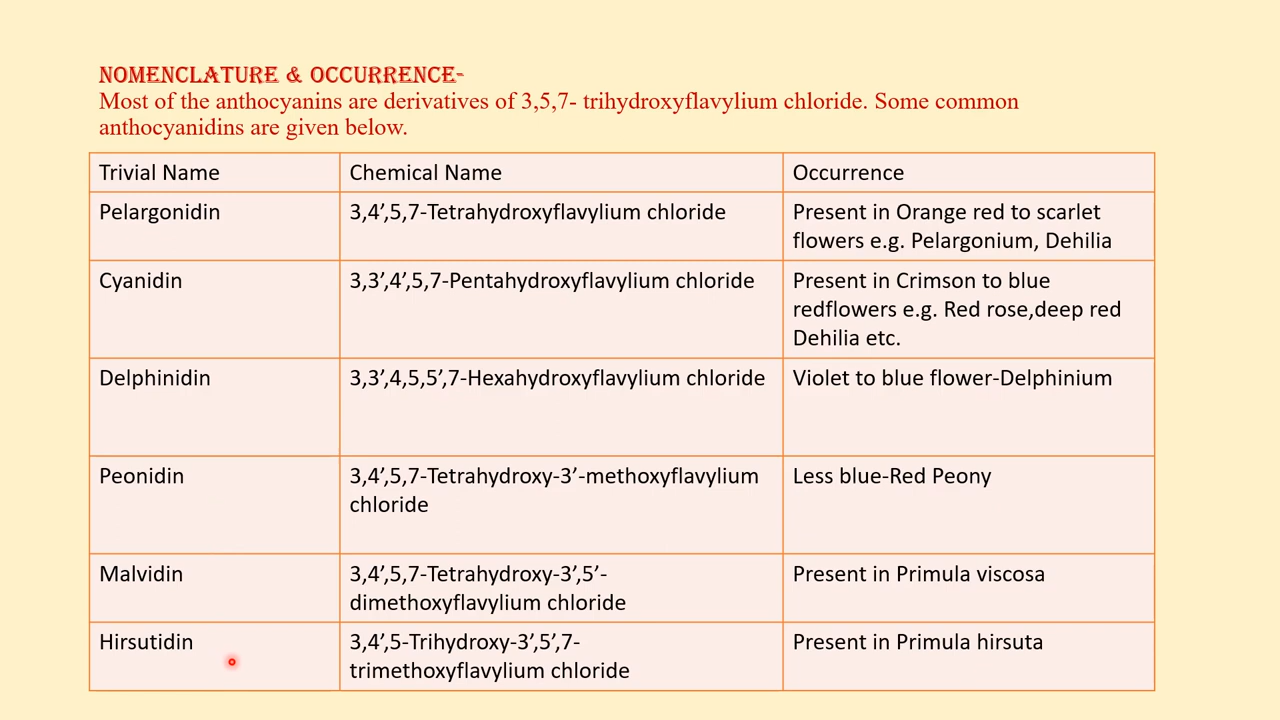 NOMENCLATURE & OCCURRENCE-
Most of the anthocyanins are derivatives of 3,5,7- trihydroxyflavylium chloride. Some common
anthocyanidins are given below.
Trivial Name
Chemical Name
Occurrence
Pelargonidin
3,4’,5,7-Tetrahydroxyflavylium chloride
Present in Orange red to scarlet
flowers e.g. Pelargonium, Dehilia
Cyanidin
3,3’,4’,5,7-Pentahydroxyflavylium chloride
Present in Crimson to blue
redflowers e.g. Red rose,deep red
Dehilia etc.
Delphinidin
3,3’,4,5,5’,7-Hexahydroxyflavylium chloride
Violet to blue flower-Delphinium
Peonidin
3,4’,5,7-Tetrahydroxy-3’-methoxyflavylium
chloride
Less blue-Red Peony
Malvidin
3,4’,5,7-Tetrahydroxy-3’,5’-
dimethoxyflavylium chloride
Present in Primula viscosa
Hirsutidin
3,4’,5-Trihydroxy-3’,5’,7-
trimethoxyflavylium chloride
Present in Primula hirsuta